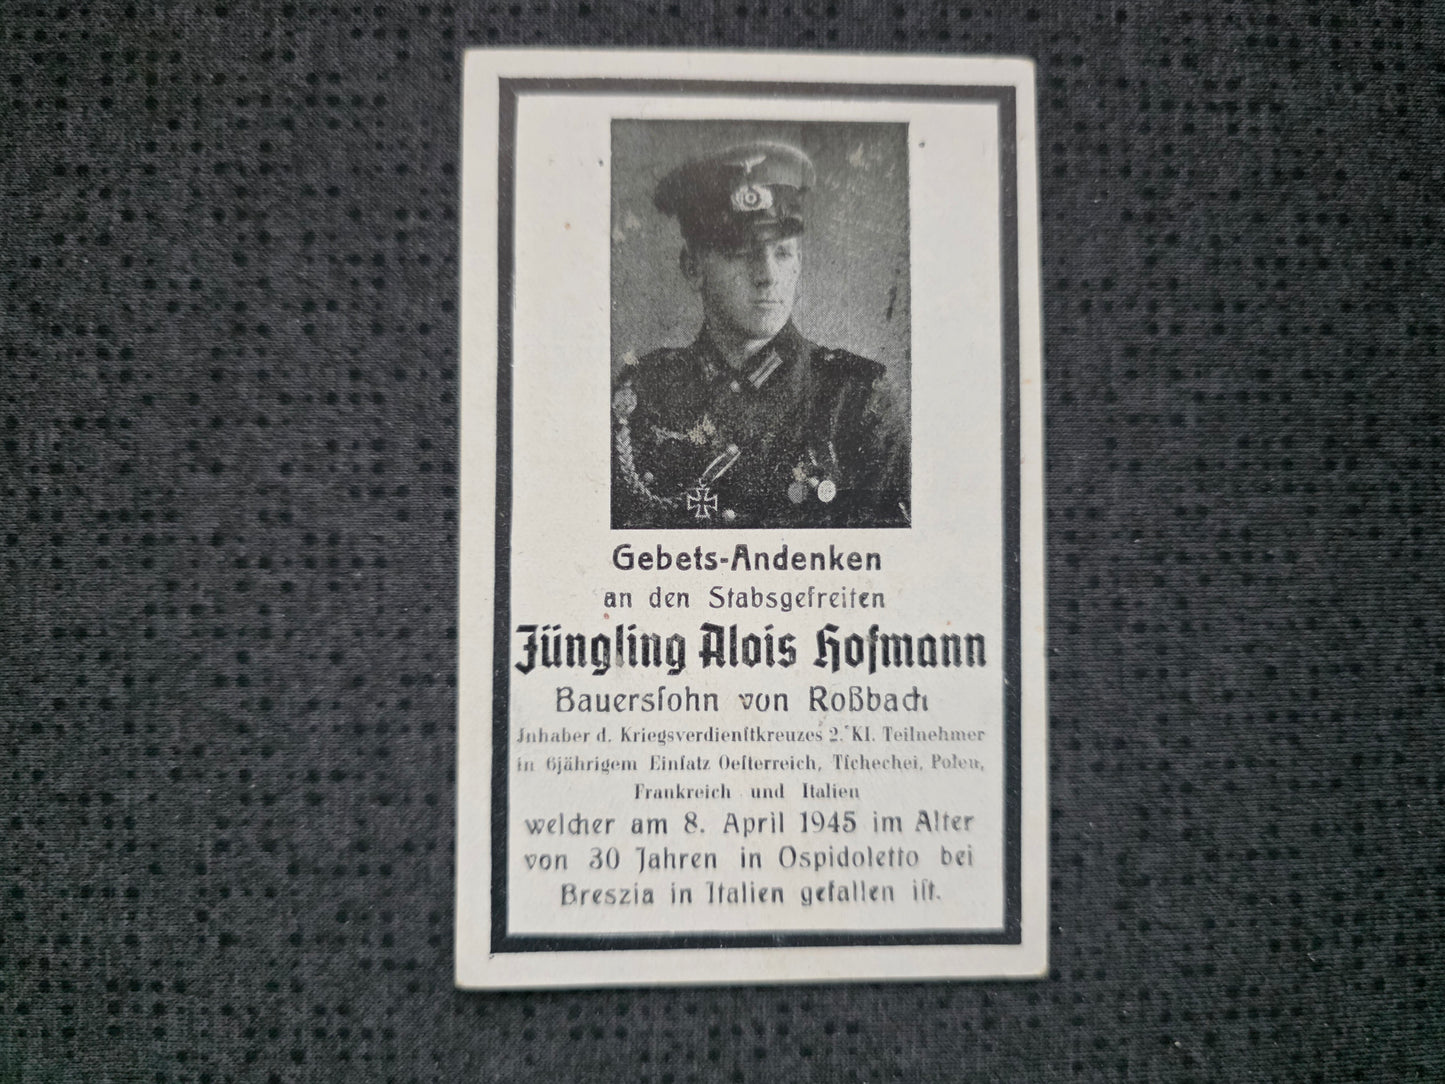 Gebets-Andenken
an den Stabsgefreiten
Jüngling Alois Hofmann
Bauersſohn von Roßbach
Inhaber d. Kriegsverdienſtkreuzes 2. Kl. Teilnehmer
in 6jährigem Einſatz Oeſterreich, Tſchechei, Polen,
Frankreich und Italien
welcher am 8. April 1945 im Alter
von 30 Jahren in Ospidoletto bei
Breszia in Italien gefallen iſt.